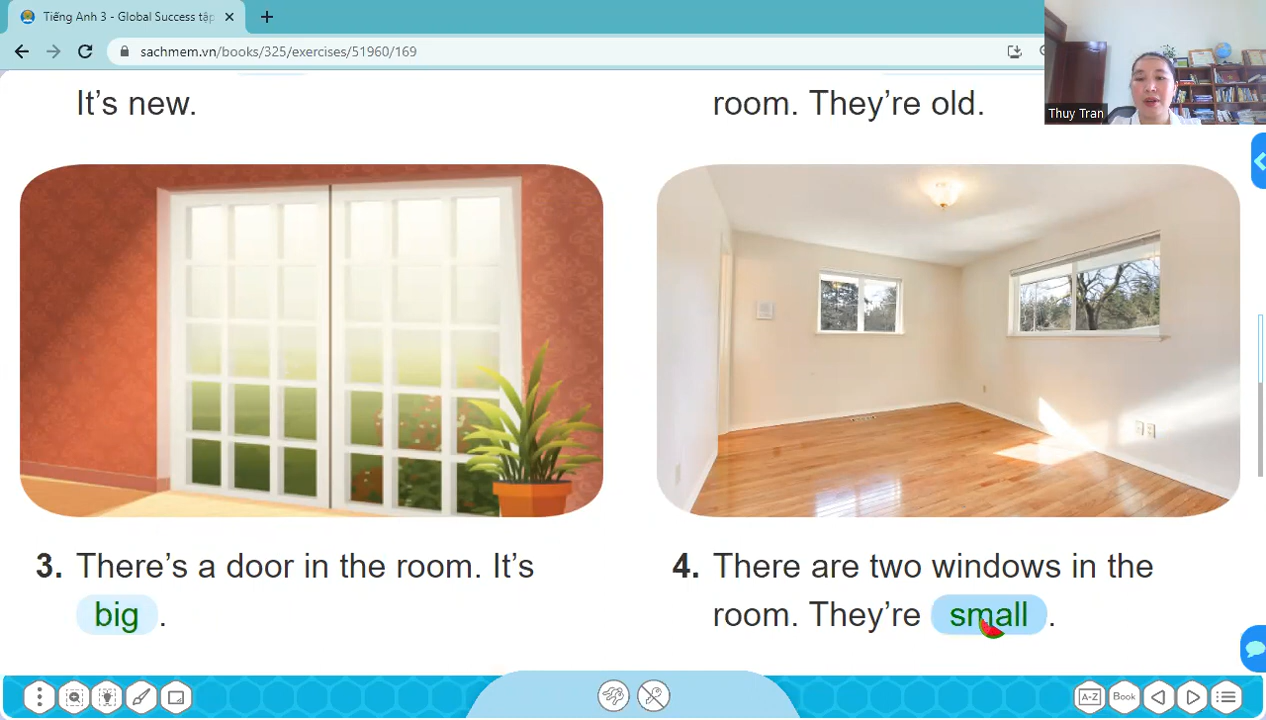 Tiếng Anh 3 - Global Success tập
sachmem.vn/books/325/exercises/51960/169
Thuy Tran
It's new.
room. They're old.
3. There's a door in the room. It's
big .
4. There are two windows in the
room. They're small .
A-Z
Book